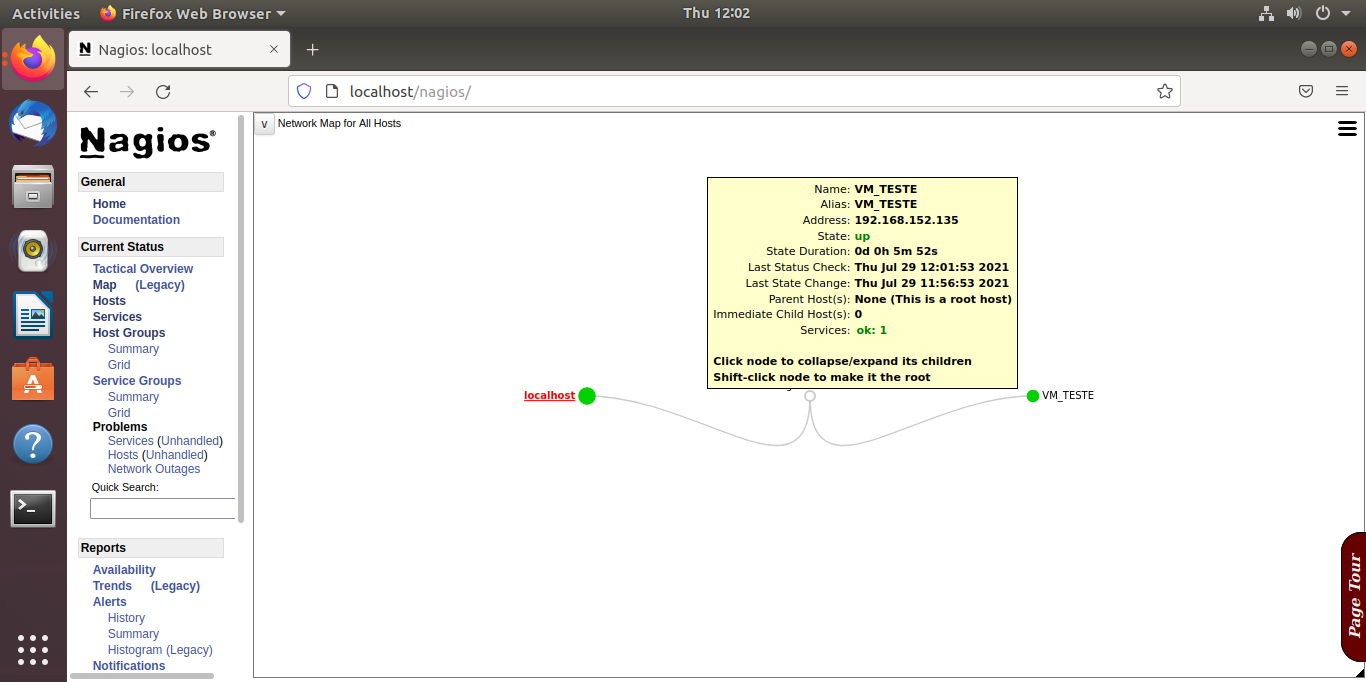 Activities Firefox Web Browser Thu 12:02
Nagios: localhost
localhost/nagios/
Nagios®
General
Home
Documentation
Current Status
Tactical Overview
Map (Legacy)
Hosts
Services
Host Groups
Summary
Grid
Service Groups
Summary
Grid
Problems
Services (Unhandled)
Hosts (Unhandled)
Network Outages
Quick Search:
Reports
Availability
Trends (Legacy)
Alerts
History
Summary
Histogram (Legacy)
Notifications
v Network Map for All Hosts
Name: VM_TESTE
Alias: VM_TESTE
Address: 192.168.152.135
State: up
State Duration: 0d 0h 5m 52s
Last Status Check: Thu Jul 29 12:01:53 2021
Last State Change: Thu Jul 29 11:56:53 2021
Parent Host(s): None (This is a root host)
Immediate Child Host(s): 0
Services: ok: 1
Click node to collapse/expand its children
Shift-click node to make it the root
localhost
VM_TESTE
Page Tour